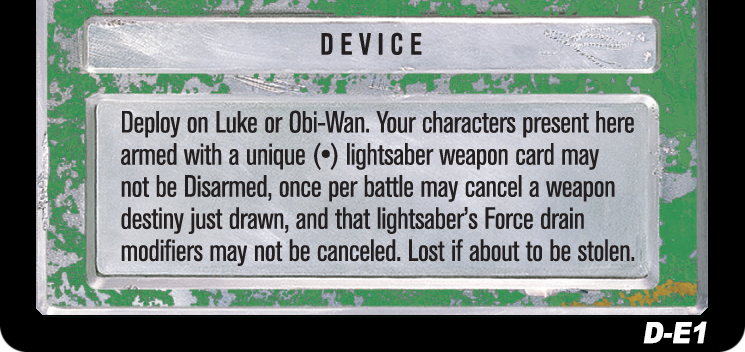 DEVICE
Deploy on Luke or Obi-Wan. Your characters present here
armed with a unique (•) lightsaber weapon card may
not be Disarmed, once per battle may cancel a weapon
destiny just drawn, and that lightsaber's Force drain
modifiers may not be canceled. Lost if about to be stolen.
D-E1